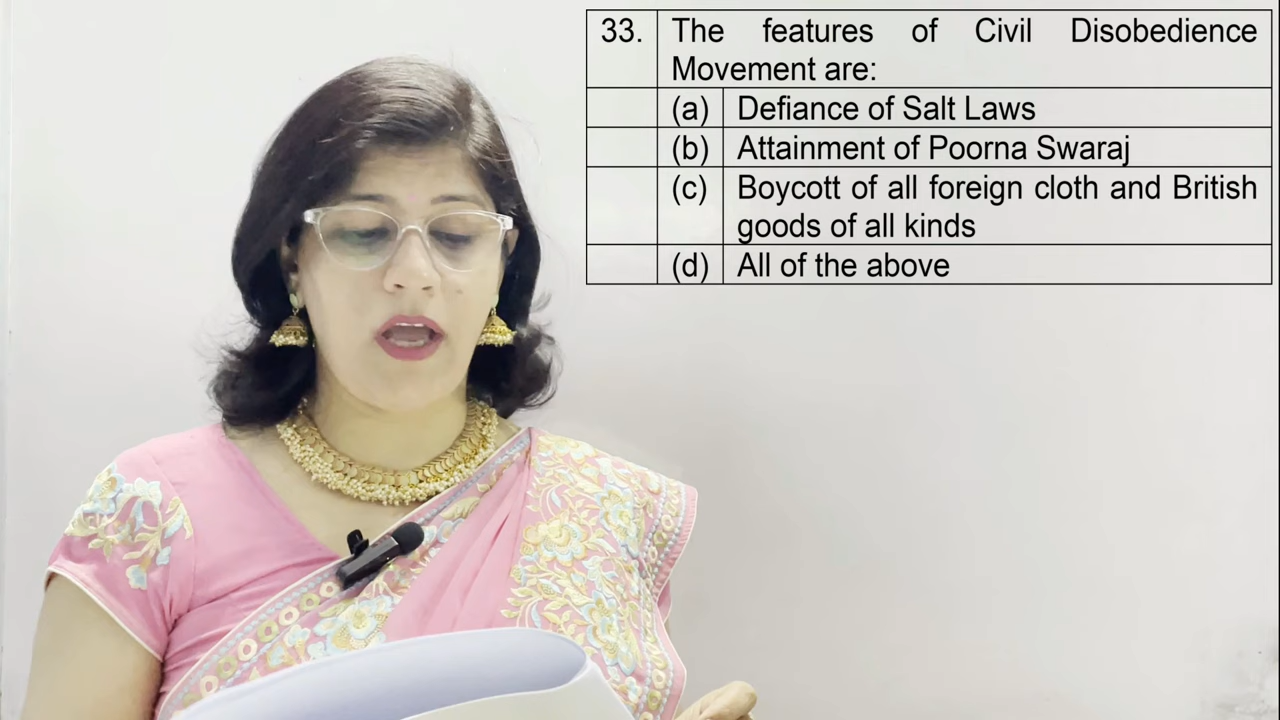 33. The features of Civil Disobedience
Movement are:
(a) Defiance of Salt Laws
(b) Attainment of Poorna Swaraj
(c) Boycott of all foreign cloth and British
goods of all kinds
(d) All of the above